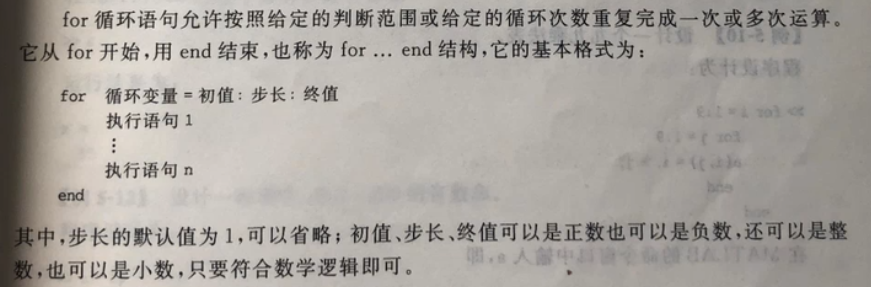 for 循环语句允许按照给定的判断范围或给定的循环次数重复完成一次或多次运算。
它从 for 开始,用 end 结束,也称为 for … end 结构,它的基本格式为:
for 循环变量 = 初值: 步长: 终值
执行语句 1
⋮
执行语句 n
end
其中,步长的默认值为 1,可以省略; 初值、步长、终值可以是正数也可以是负数,还可以是整
数,也可以是小数,只要符合数学逻辑即可。